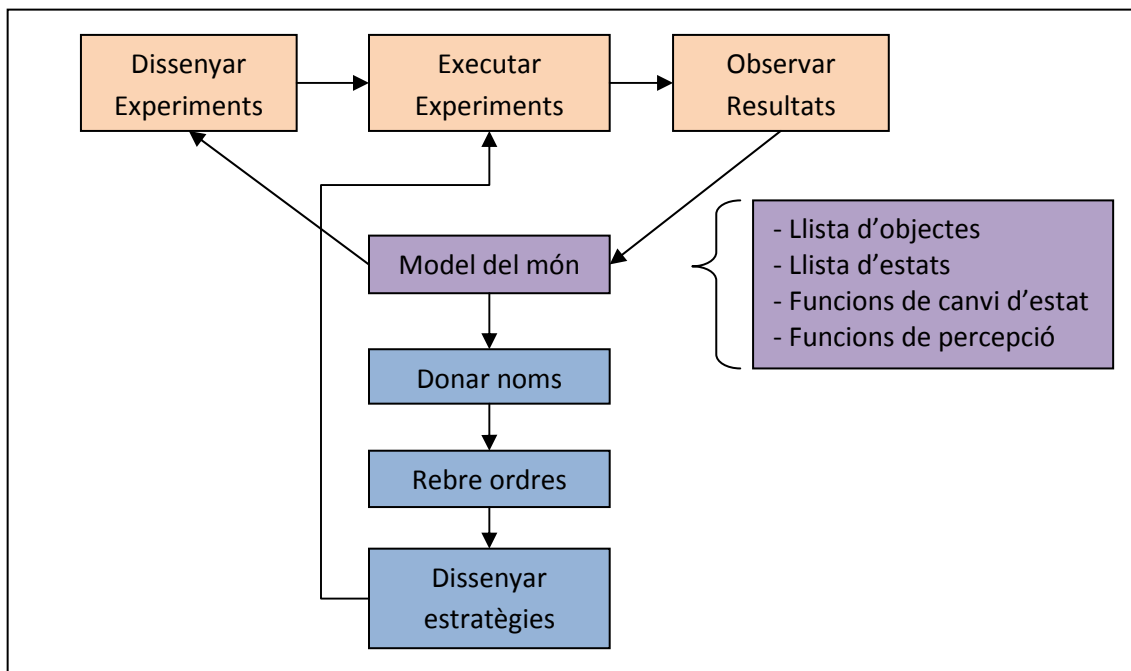 Dissenyar
Experiments
Executar
Experiments
Observar
Resultats
Model del món
- Llista d’objectes
- Llista d’estats
- Funcions de canvi d’estat
- Funcions de percepció
Donar noms
Rebre ordres
Dissenyar
estratègies